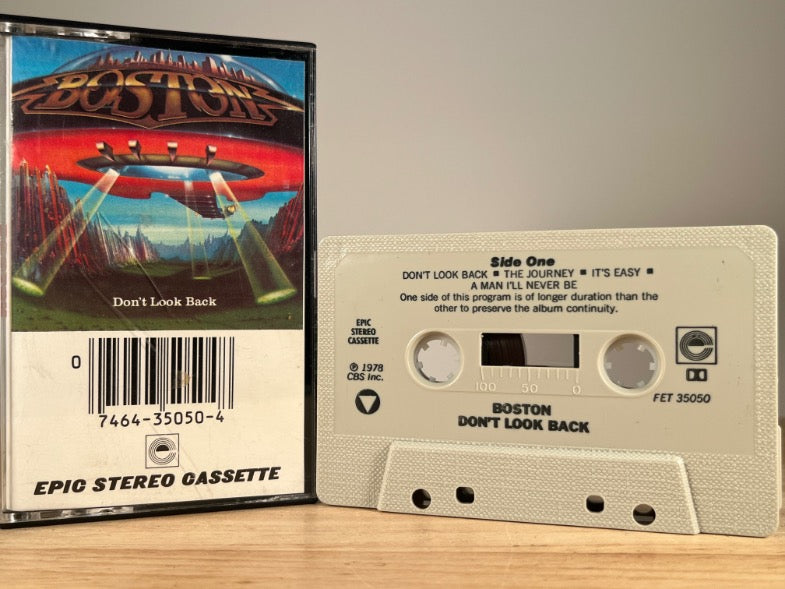 BOSTON
Don't Look Back
0
7464-35050-4
EPIC STEREO CASSETTE
Side One
DON'T LOOK BACK ■ THE JOURNEY ■ IT'S EASY ■
A MAN I'LL NEVER BE
One side of this program is of longer duration than the
other to preserve the album continuity.
EPIC
STEREO
CASSETTE
℗ 1978
CBS Inc.
100 50 0
FET 35050
BOSTON
DON'T LOOK BACK